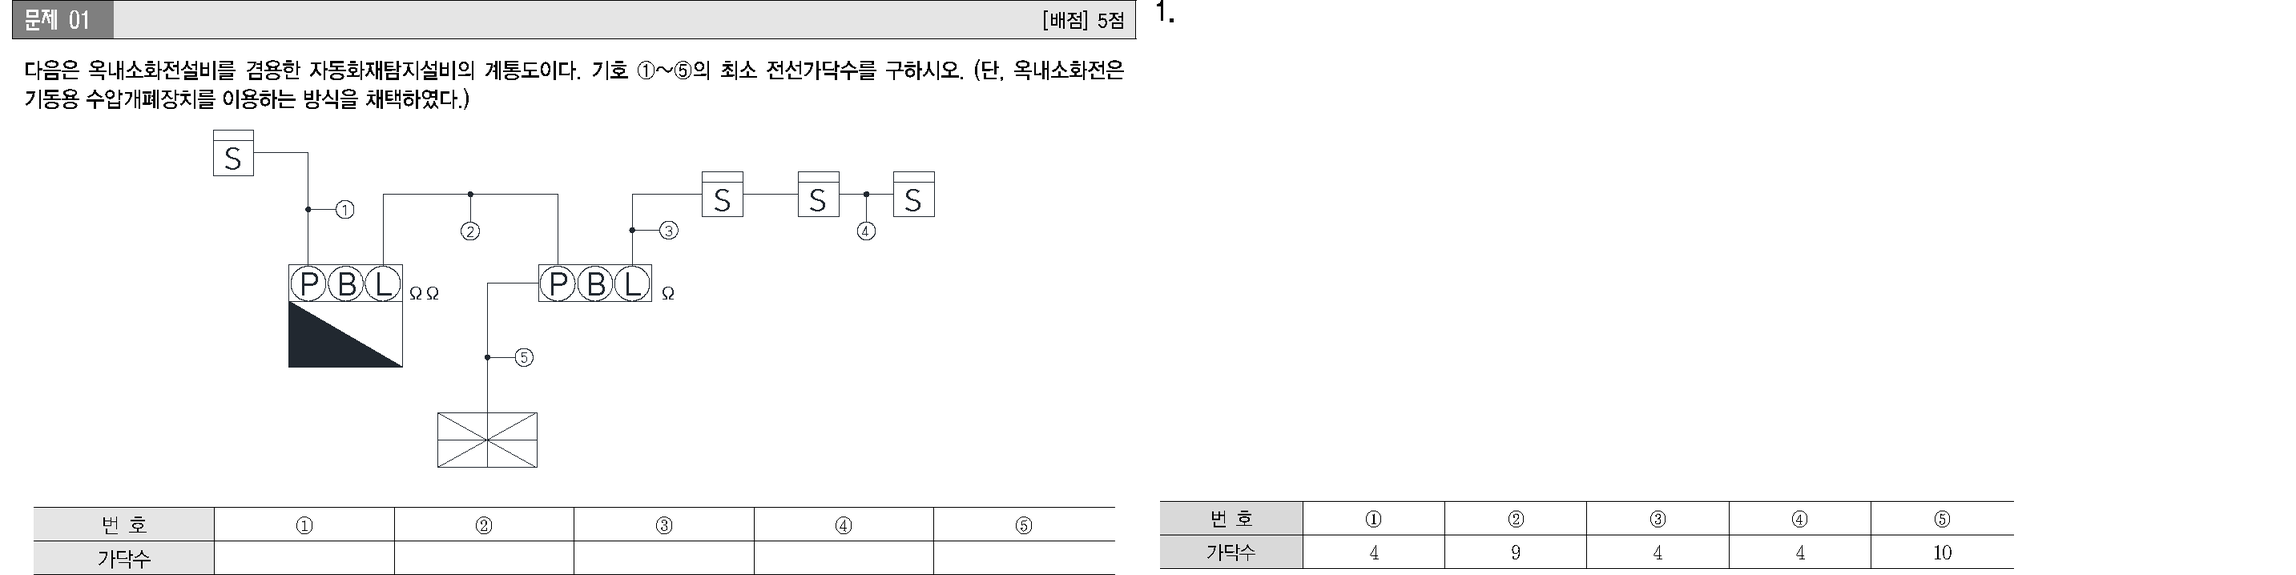 문제 01
[배점] 5점
다음은 옥내소화전설비를 겸용한 자동화재탐지설비의 계통도이다. 기호 ①~⑤의 최소 전선가닥수를 구하시오. (단, 옥내소화전은
기동용 수압개폐장치를 이용하는 방식을 채택하였다.)
S
S S S
①
② ③ ④
P B L ΩΩ P B L Ω
⑤
번 호 ① ② ③ ④ ⑤
가닥수
1.
번 호 ① ② ③ ④ ⑤
가닥수 4 9 4 4 10